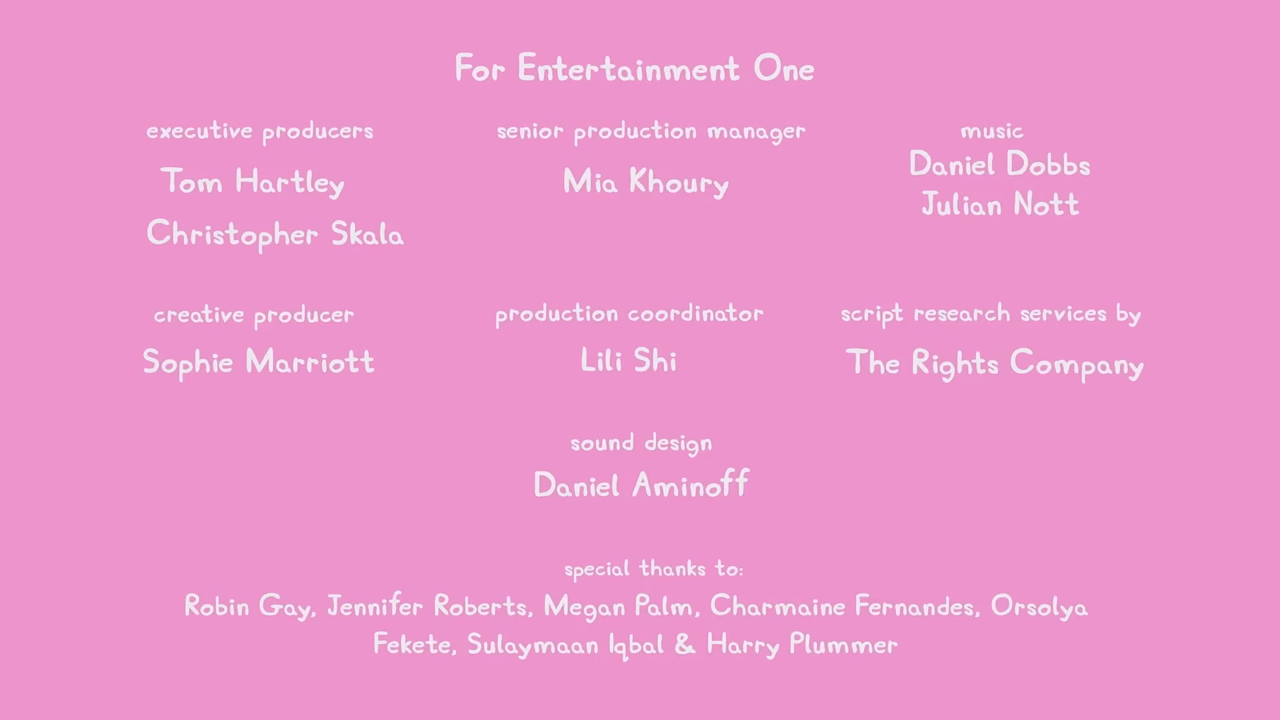 For Entertainment One
executive producers
Tom Hartley
Christopher Skala
senior production manager
Mia Khoury
music
Daniel Dobbs
Julian Nott
creative producer
Sophie Marriott
production coordinator
Lili Shi
script research services by
The Rights Company
sound design
Daniel Aminoff
special thanks to:
Robin Gay, Jennifer Roberts, Megan Palm, Charmaine Fernandes, Orsolya
Fekete, Sulaymaan Iqbal & Harry Plummer